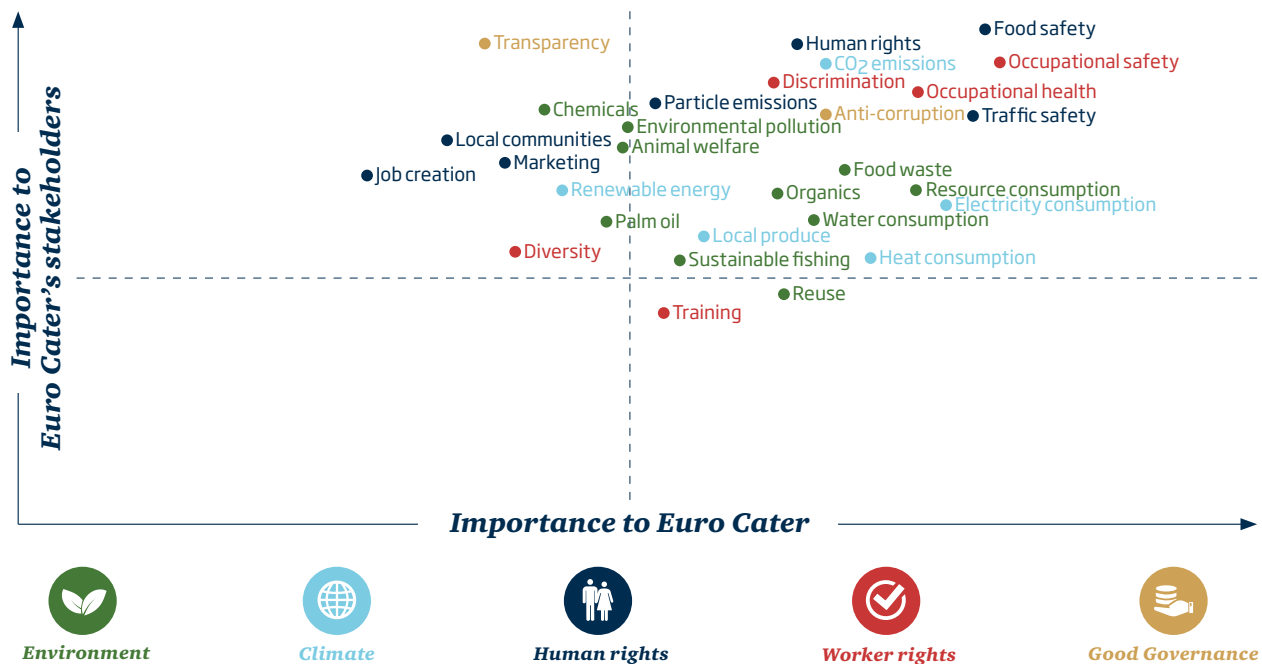 Food safety
Transparency
Human rights
CO2 emissions
Occupational safety
Discrimination
Occupational health
Particle emissions
Chemicals
Anti-corruption
Traffic safety
Environmental pollution
Local communities
Animal welfare
Marketing
Food waste
Job creation
Renewable energy
Organics
Resource consumption
Electricity consumption
Palm oil
Water consumption
Local produce
Diversity
Sustainable fishing
Heat consumption
Reuse
Training
Importance to
Euro Cater's stakeholders
Importance to Euro Cater
Environment
Climate
Human rights
Worker rights
Good Governance